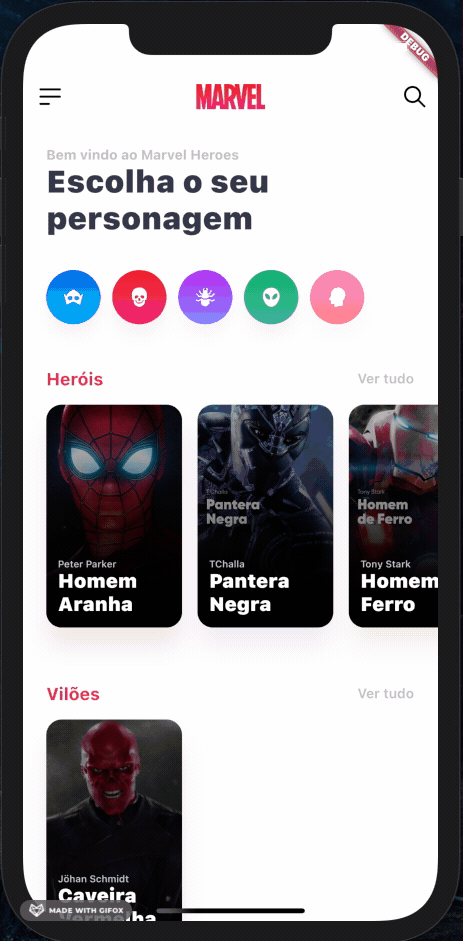 DEBUG
MARVEL
Bem vindo ao Marvel Heroes
Escolha o seu
personagem
Heróis
Ver tudo
Peter Parker
Homem
Aranha
TChalla
Pantera
Negra
TChalla
Pantera
Negra
Tony Stark
Homem
de Ferro
Tony Stark
Homem
Ferro
Vilões
Ver tudo
Jöhan Schmidt
Caveira
Vermelha
MADE WITH GIFOX